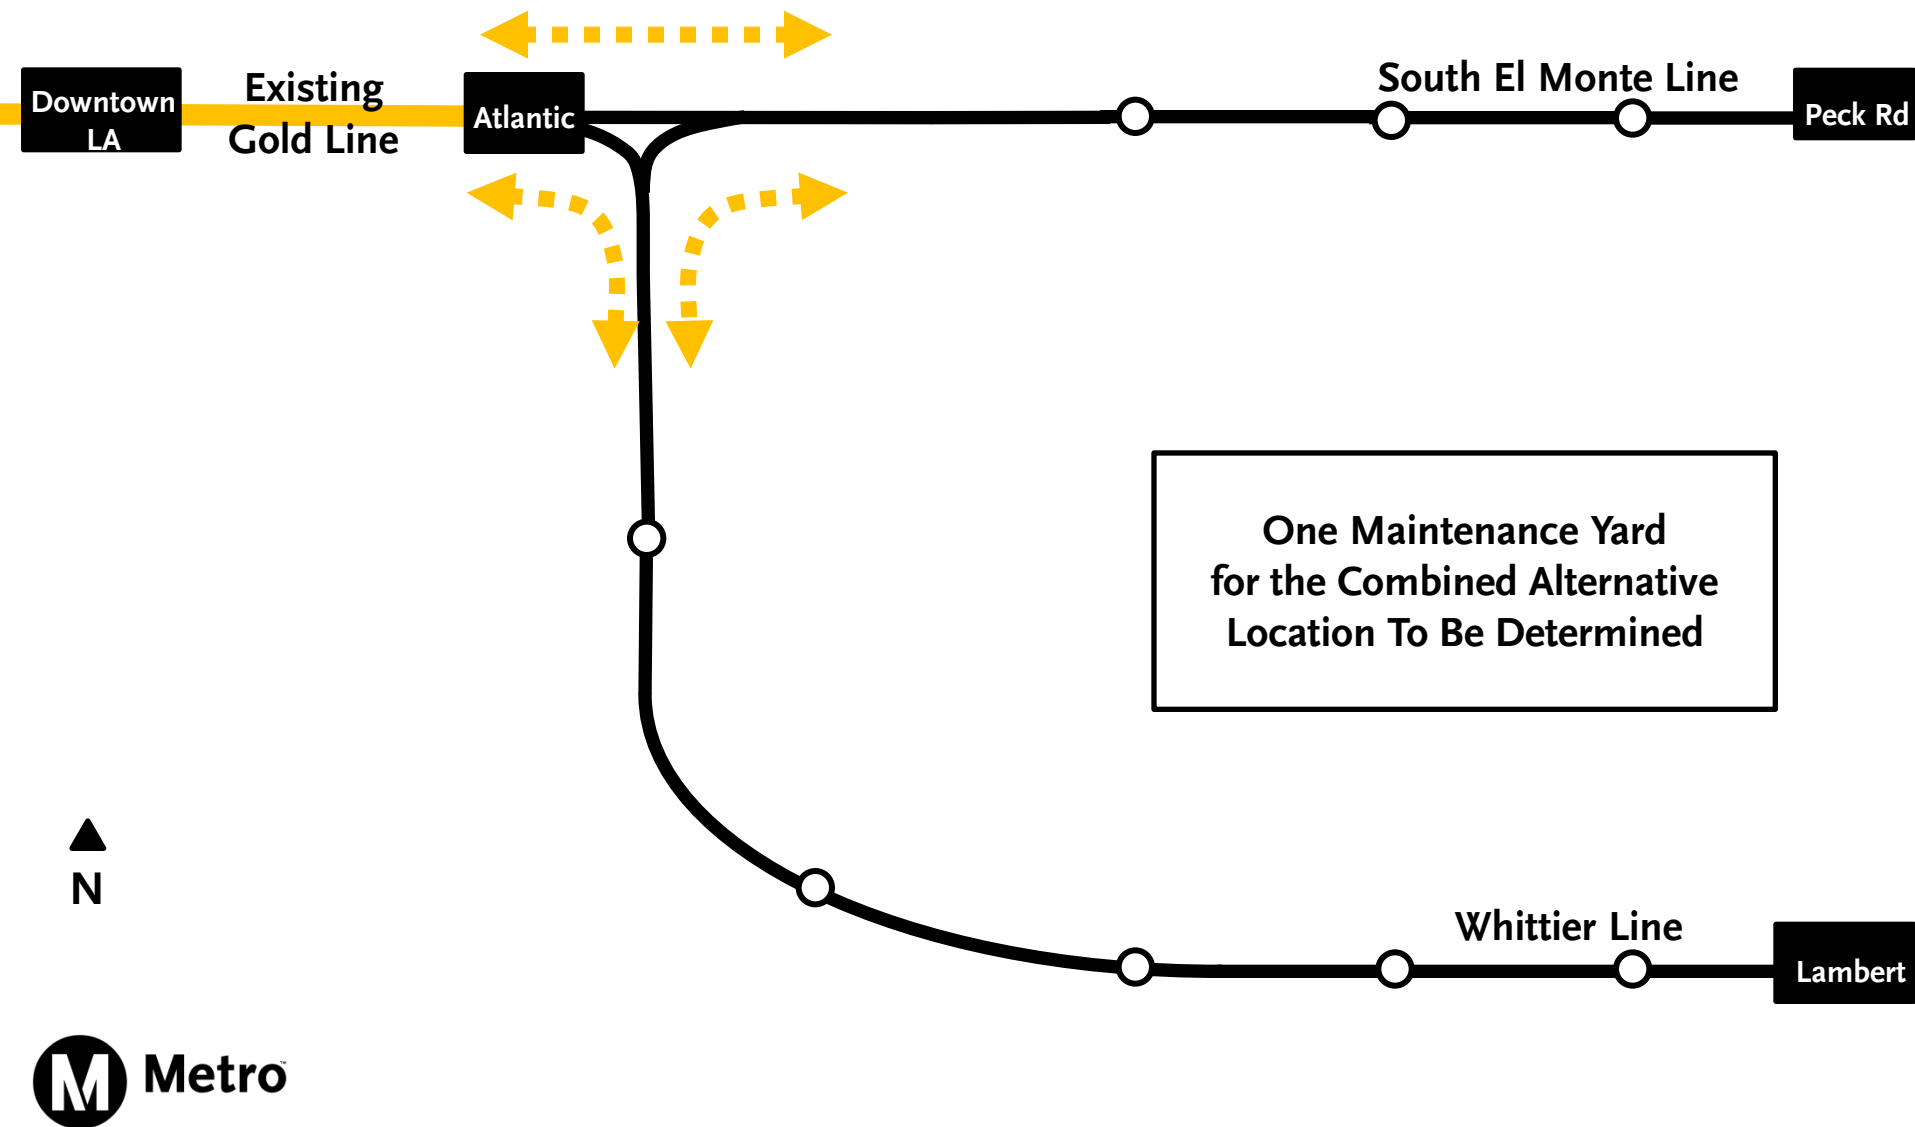 Downtown
LA
Existing
Gold Line
Atlantic
South El Monte Line
Peck Rd
One Maintenance Yard
for the Combined Alternative
Location To Be Determined
N
Whittier Line
Lambert
M Metro™